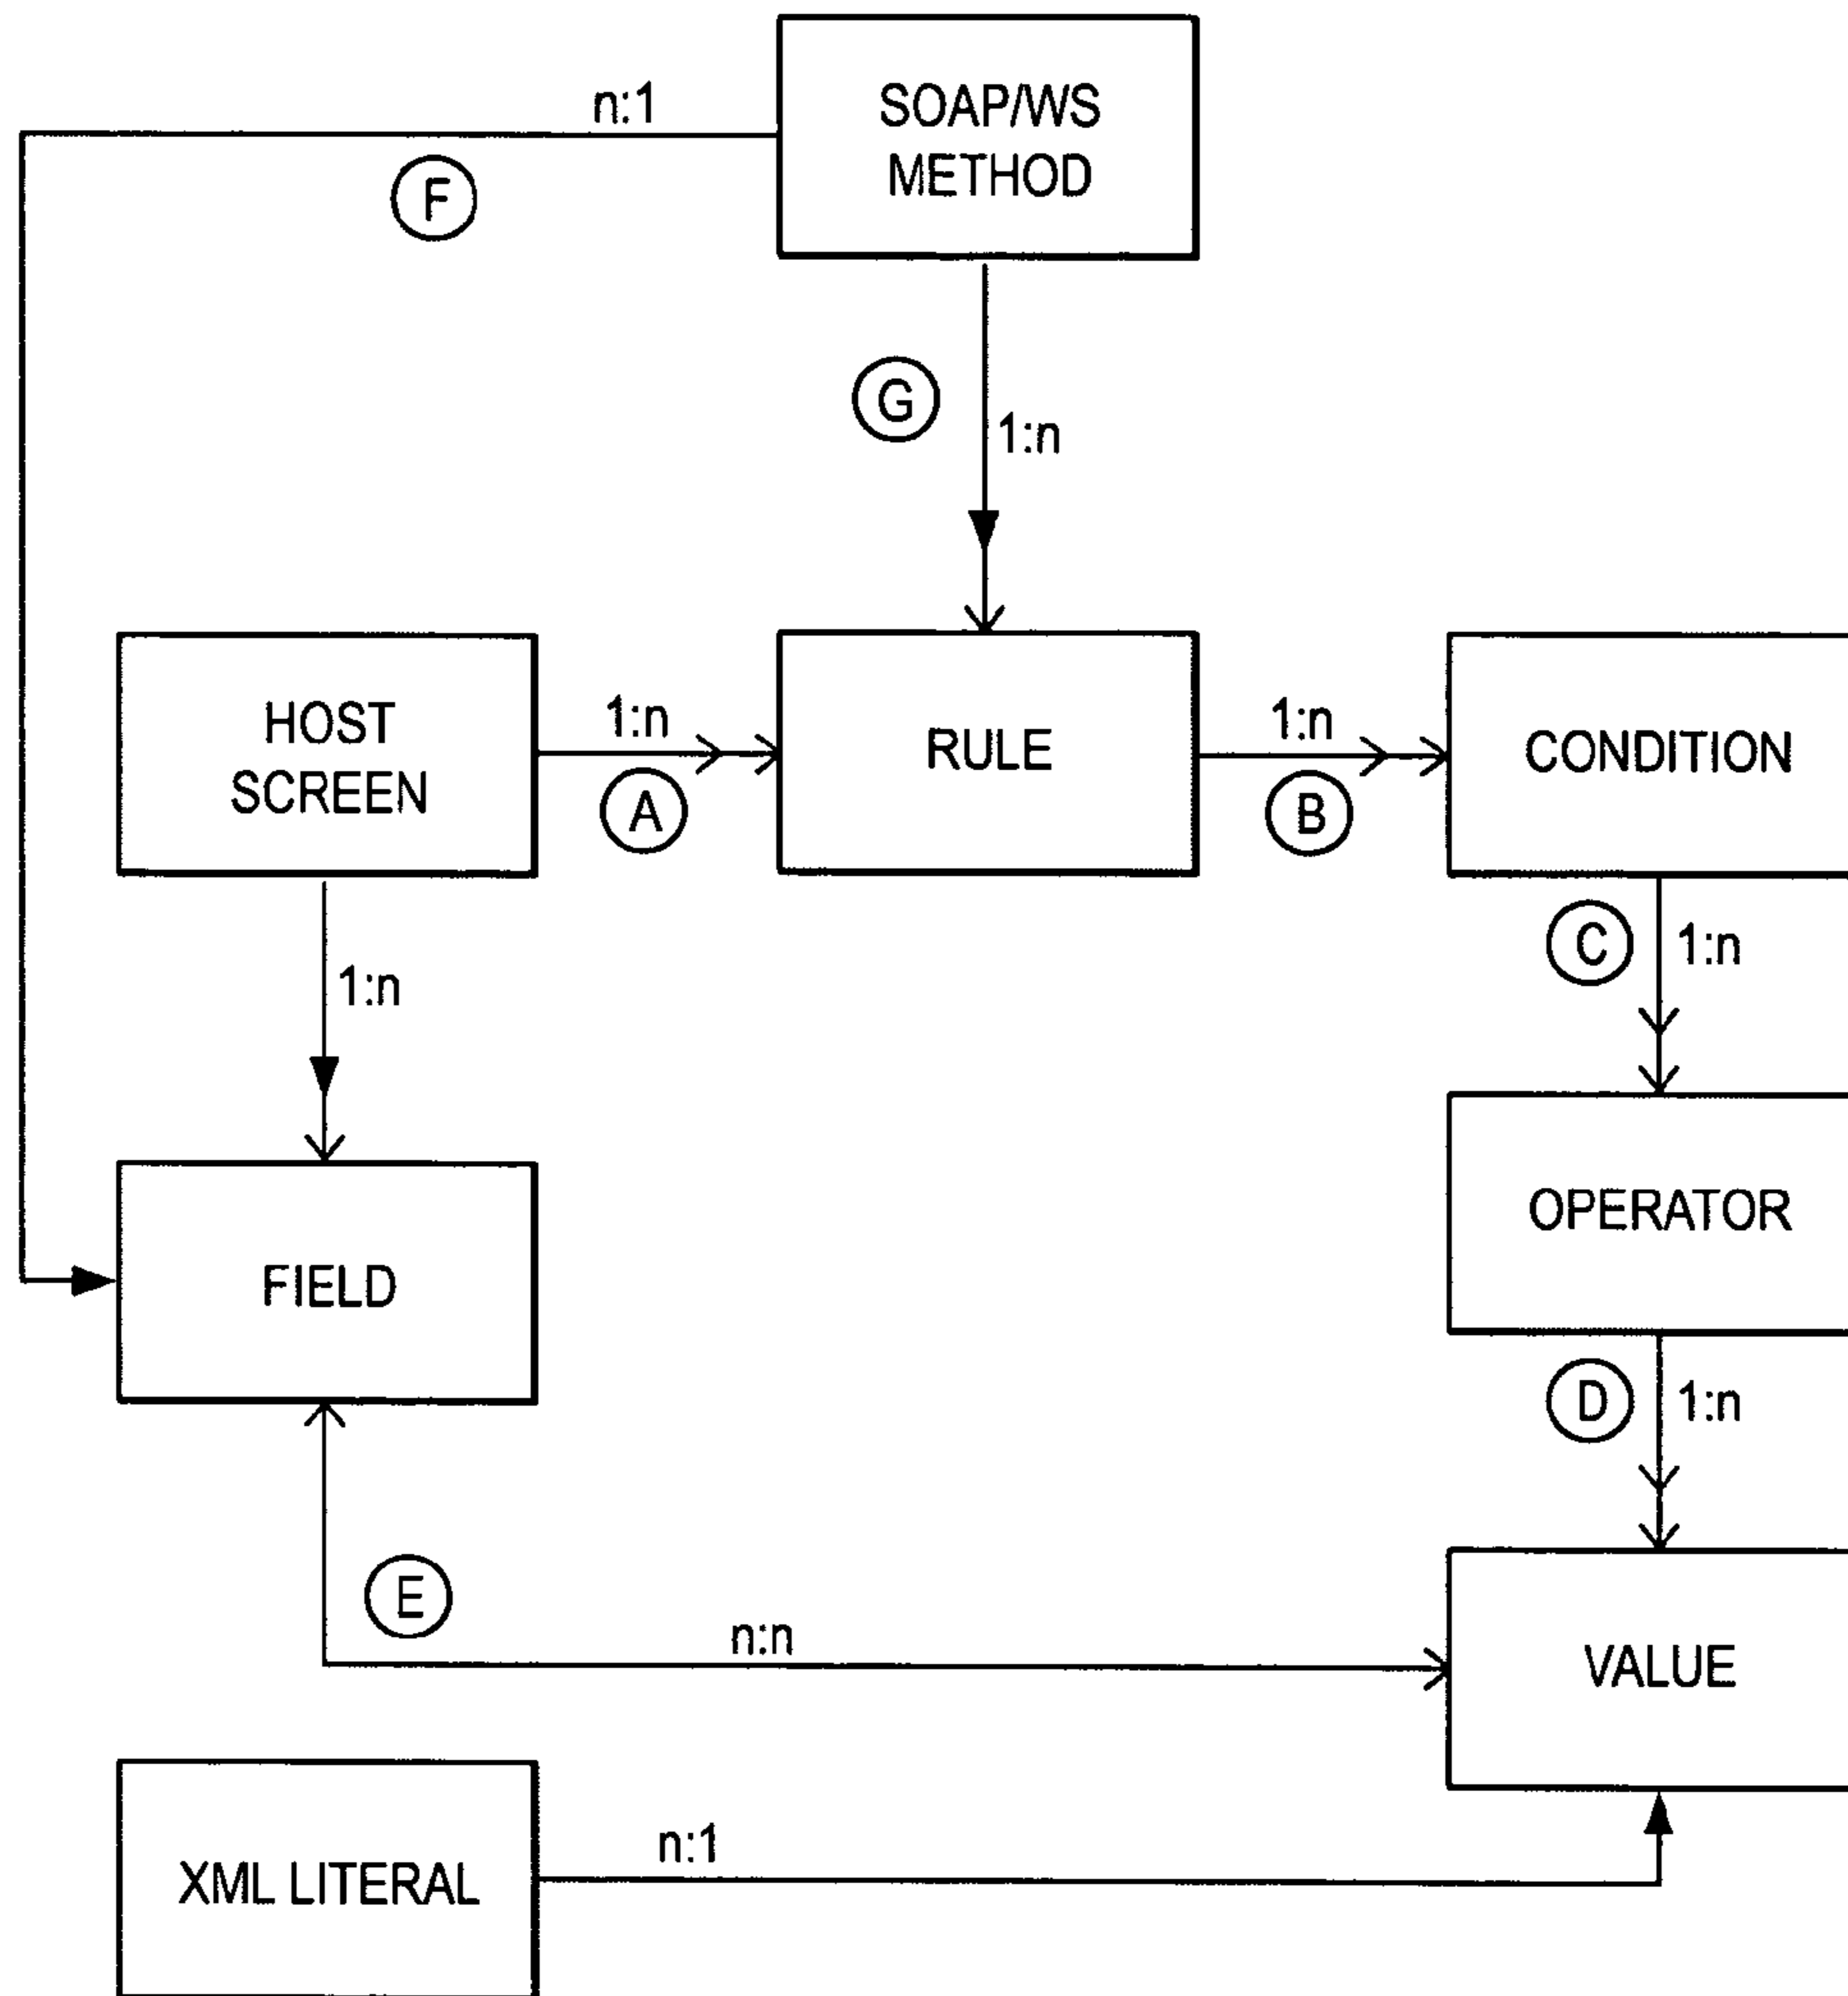 n:1
SOAP/WS
METHOD
F
G
1:n
HOST
SCREEN
1:n
A
RULE
1:n
B
CONDITION
C
1:n
1:n
OPERATOR
FIELD
D
1:n
E
n:n
VALUE
XML LITERAL
n:1